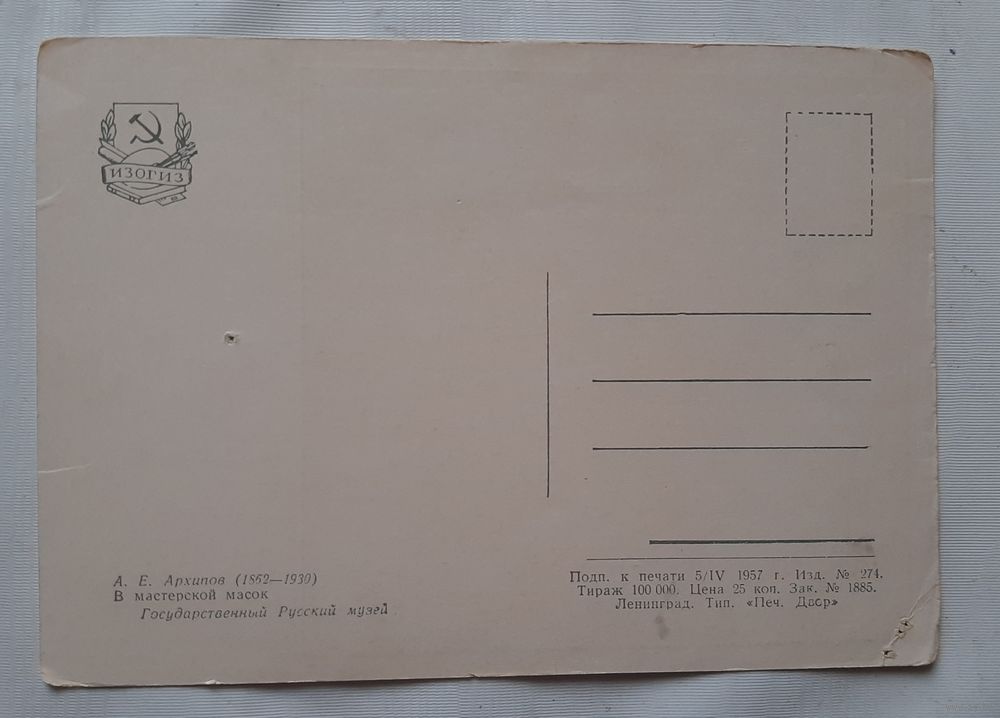 ИЗОГИЗ
А. Е. Архипов (1862—1930)
В мастерской масок
Государственный Русский музей
Подп. к печати 5/IV 1957 г. Изд. № 274.
Тираж 100 000. Цена 25 коп. Зак. № 1885.
Ленинград. Тип. «Печ. Двор»